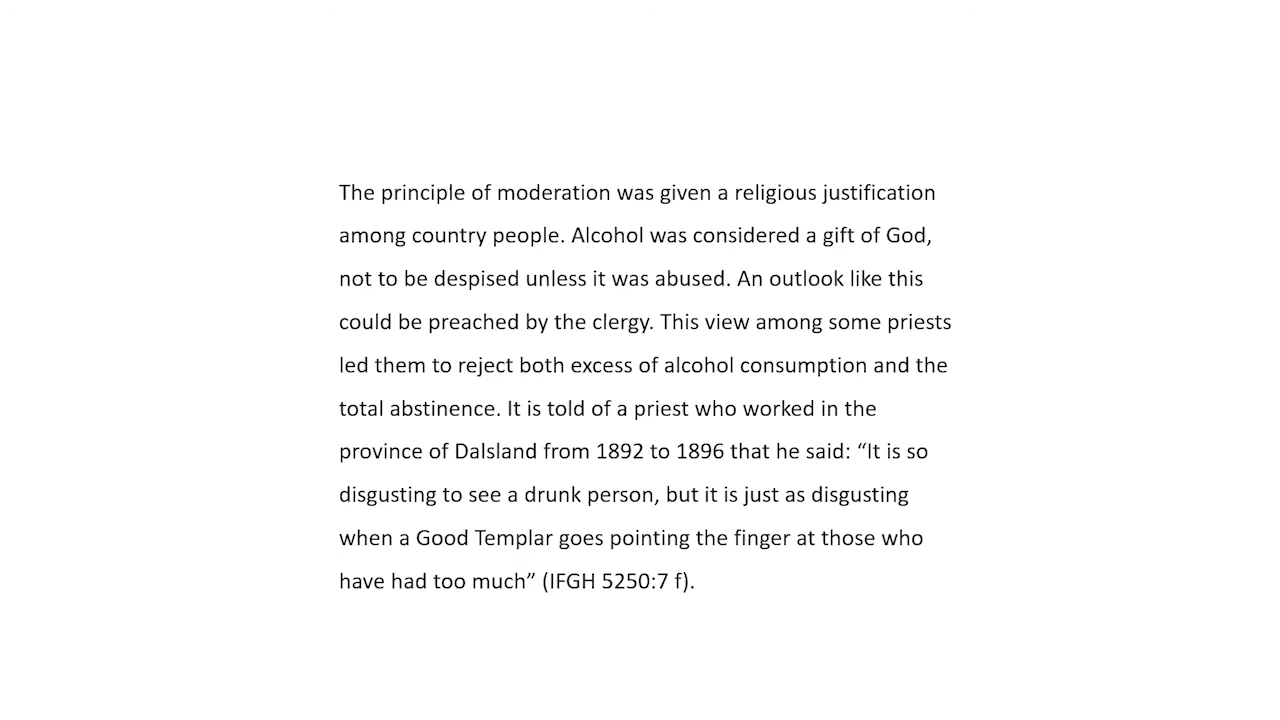 The principle of moderation was given a religious justification
among country people. Alcohol was considered a gift of God,
not to be despised unless it was abused. An outlook like this
could be preached by the clergy. This view among some priests
led them to reject both excess of alcohol consumption and the
total abstinence. It is told of a priest who worked in the
province of Dalsland from 1892 to 1896 that he said: “It is so
disgusting to see a drunk person, but it is just as disgusting
when a Good Templar goes pointing the finger at those who
have had too much” (IFGH 5250:7 f).